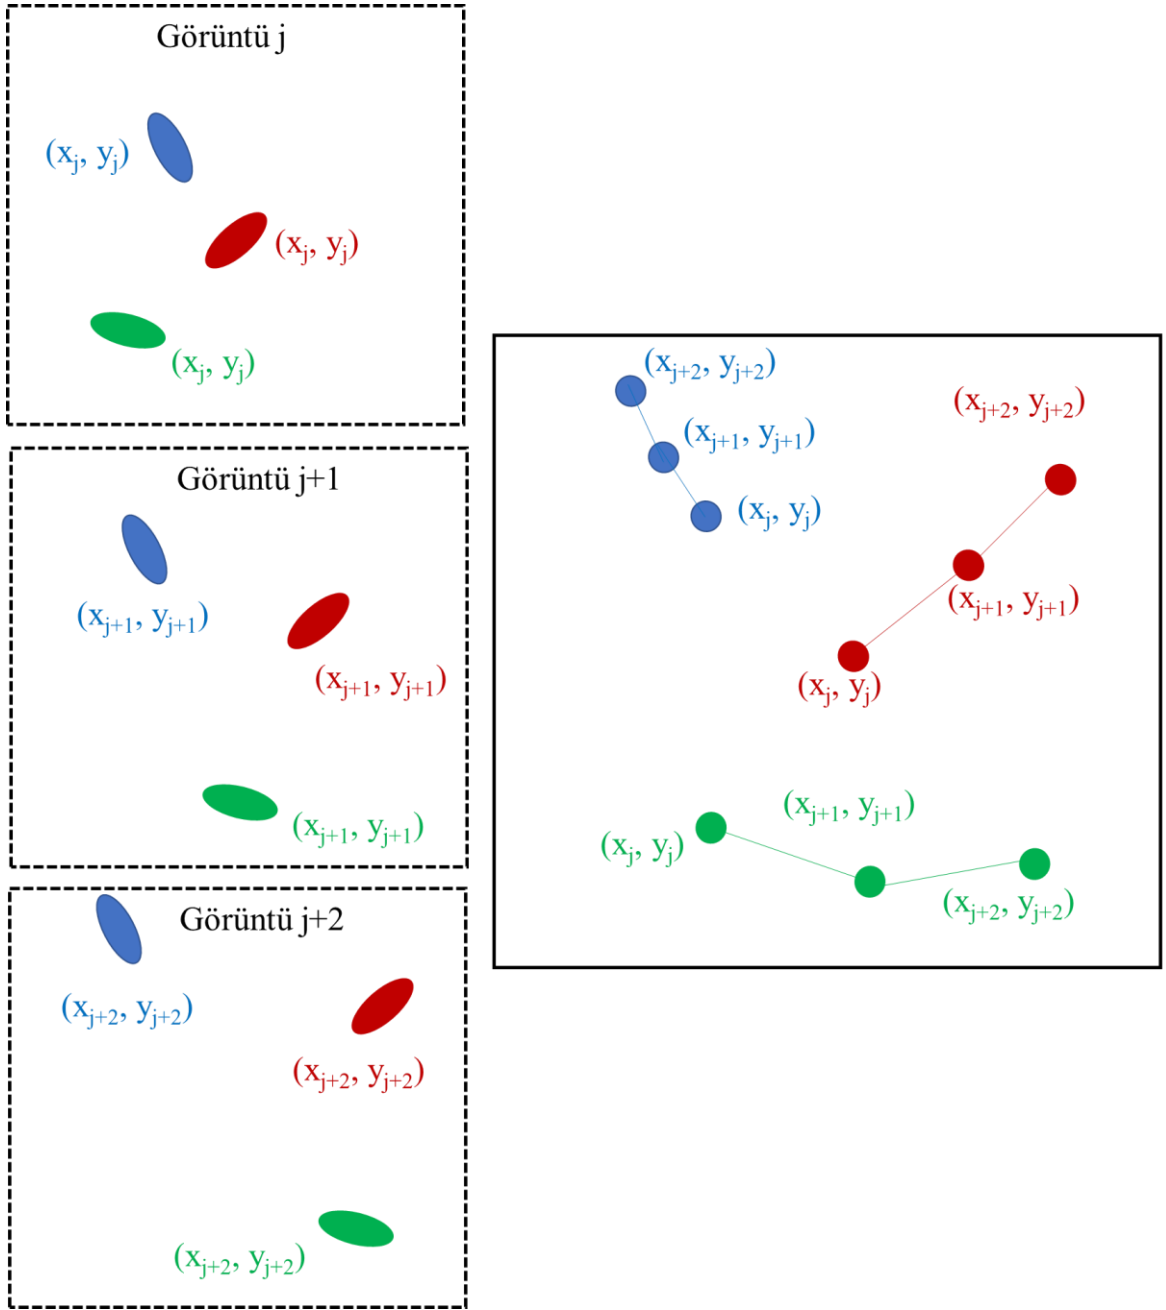 Görüntü j
(xj, yj)
(xj, yj)
(xj, yj)
Görüntü j+1
(xj+1, yj+1)
(xj+1, yj+1)
(xj+1, yj+1)
Görüntü j+2
(xj+2, yj+2)
(xj+2, yj+2)
(xj+2, yj+2)
(xj+2, yj+2)
(xj+2, yj+2)
(xj+1, yj+1)
(xj, yj)
(xj+1, yj+1)
(xj, yj)
(xj+1, yj+1)
(xj, yj)
(xj+2, yj+2)